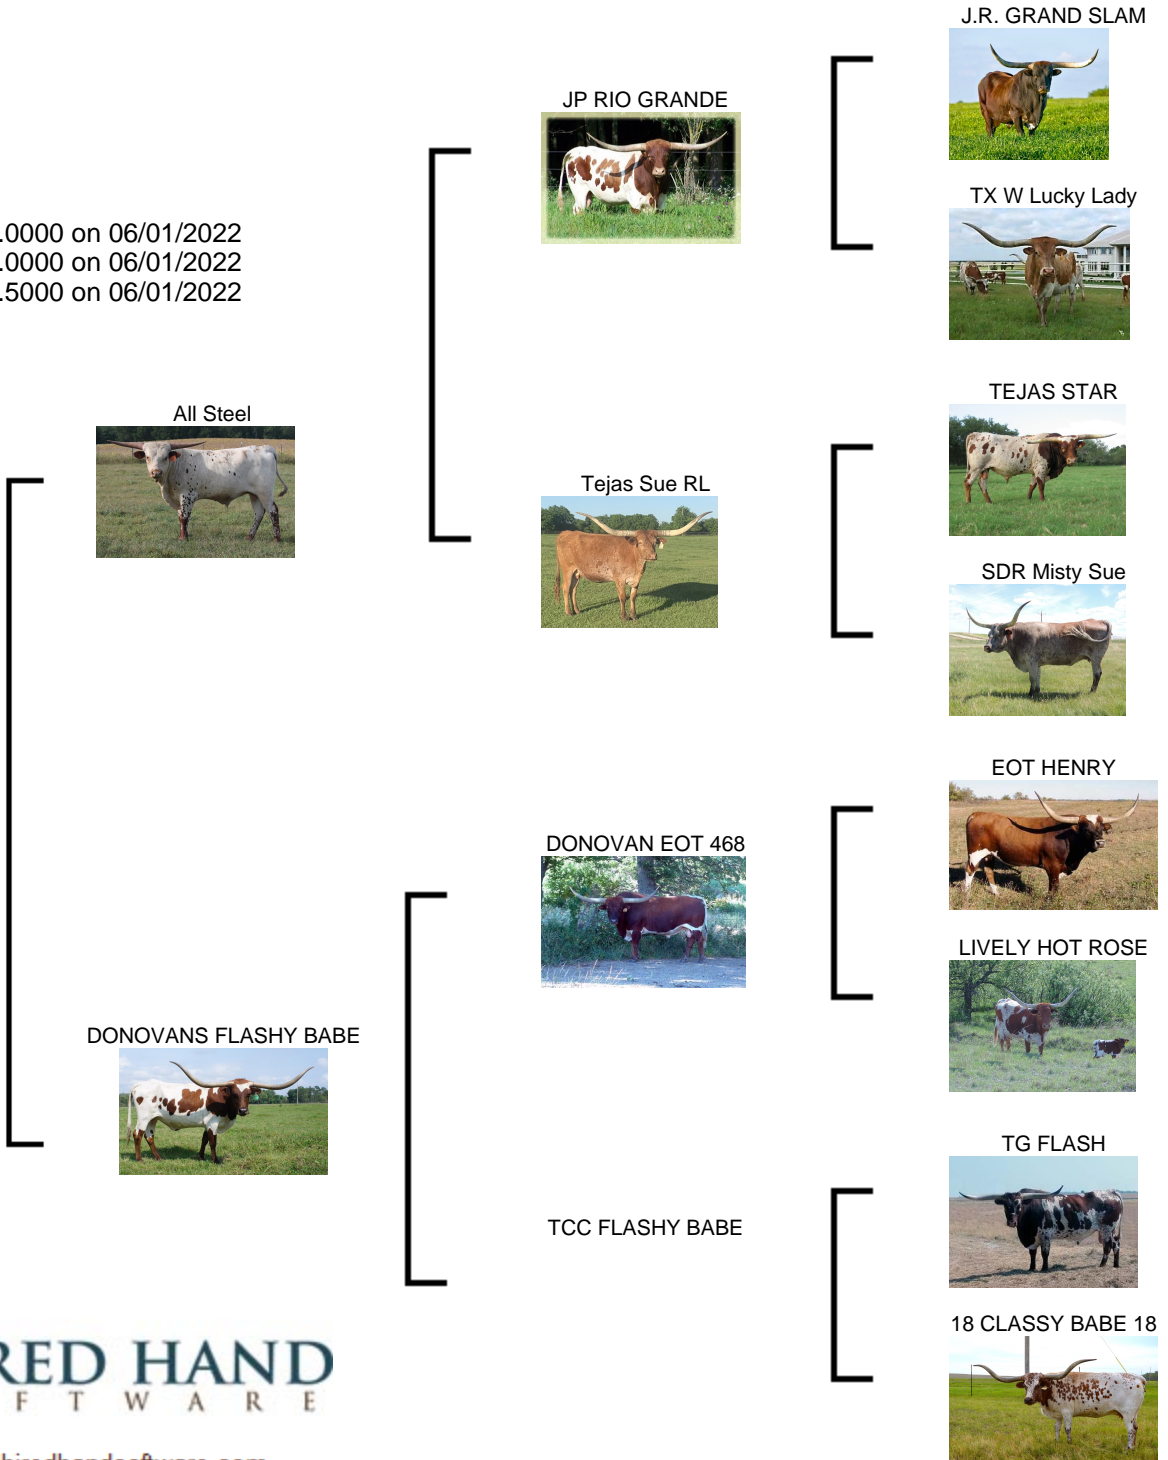 J.R. GRAND SLAM
JP RIO GRANDE
TX W Lucky Lady
.0000 on 06/01/2022
.0000 on 06/01/2022
.5000 on 06/01/2022
TEJAS STAR
All Steel
Tejas Sue RL
SDR Misty Sue
EOT HENRY
DONOVAN EOT 468
LIVELY HOT ROSE
DONOVANS FLASHY BABE
TG FLASH
TCC FLASHY BABE
18 CLASSY BABE 18
RED HAND
F T W A R E